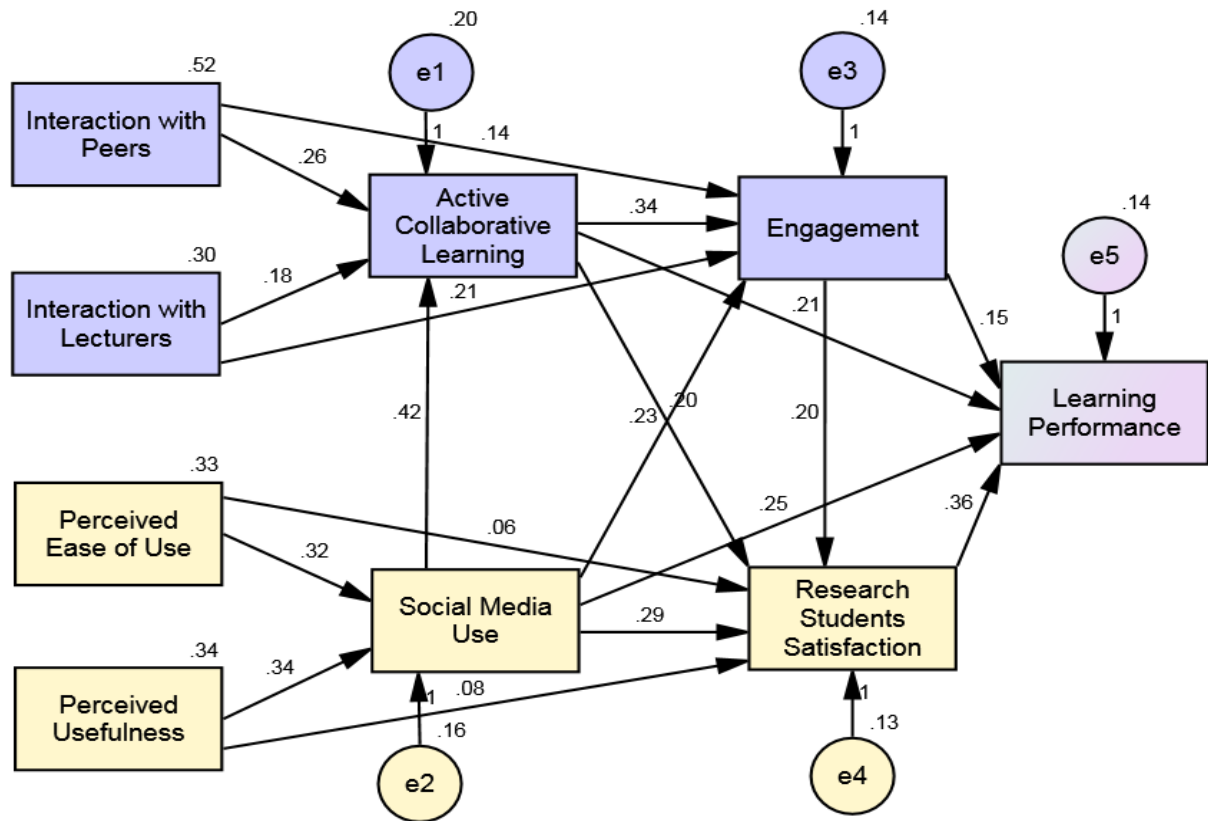 .20
.14
e1
e3
.52
Interaction with
Peers
1
1
.14
.26
Active
Collaborative
Learning
.34
Engagement
.14
e5
.30
Interaction with
Lecturers
.18
.21
.21
.15
1
Learning
Performance
.42
.23
.20
.20
.33
Perceived
Ease of Use
.32
.06
.25
.36
Social Media
Use
.29
Research
Students
Satisfaction
.34
Perceived
Usefulness
.34
.08
1
.16
1
.13
e2
e4